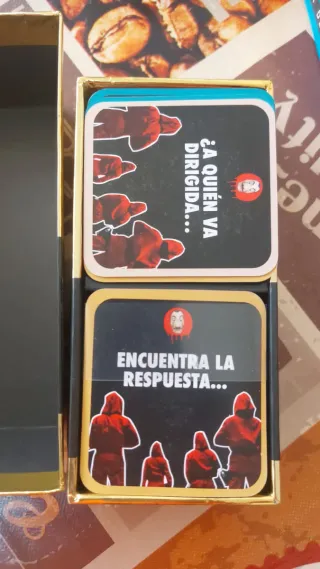 ¿A QUIÉN VA
DIRIGIDA...
ENCUENTRA LA
RESPUESTA...